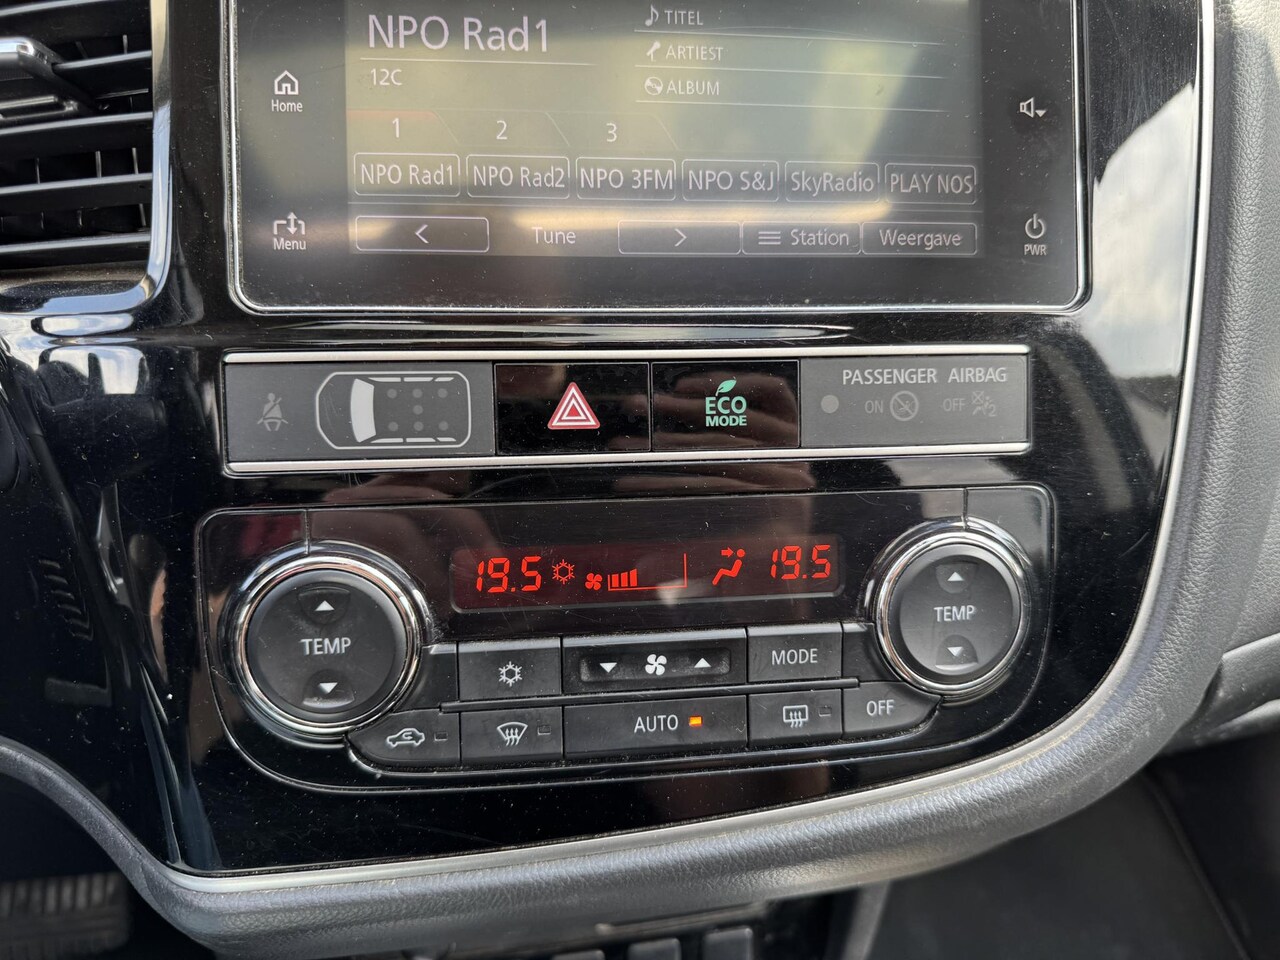 NPO Rad1
12C
TITEL
ARTIEST
ALBUM
Home
1 2 3
NPO Rad1 NPO Rad2 NPO 3FM NPO S&J SkyRadio PLAY NOS
Menu
< Tune > Station Weergave
PWR
ECO
MODE
PASSENGER AIRBAG
ON OFF
19.5 19.5
TEMP
TEMP
MODE
AUTO
OFF